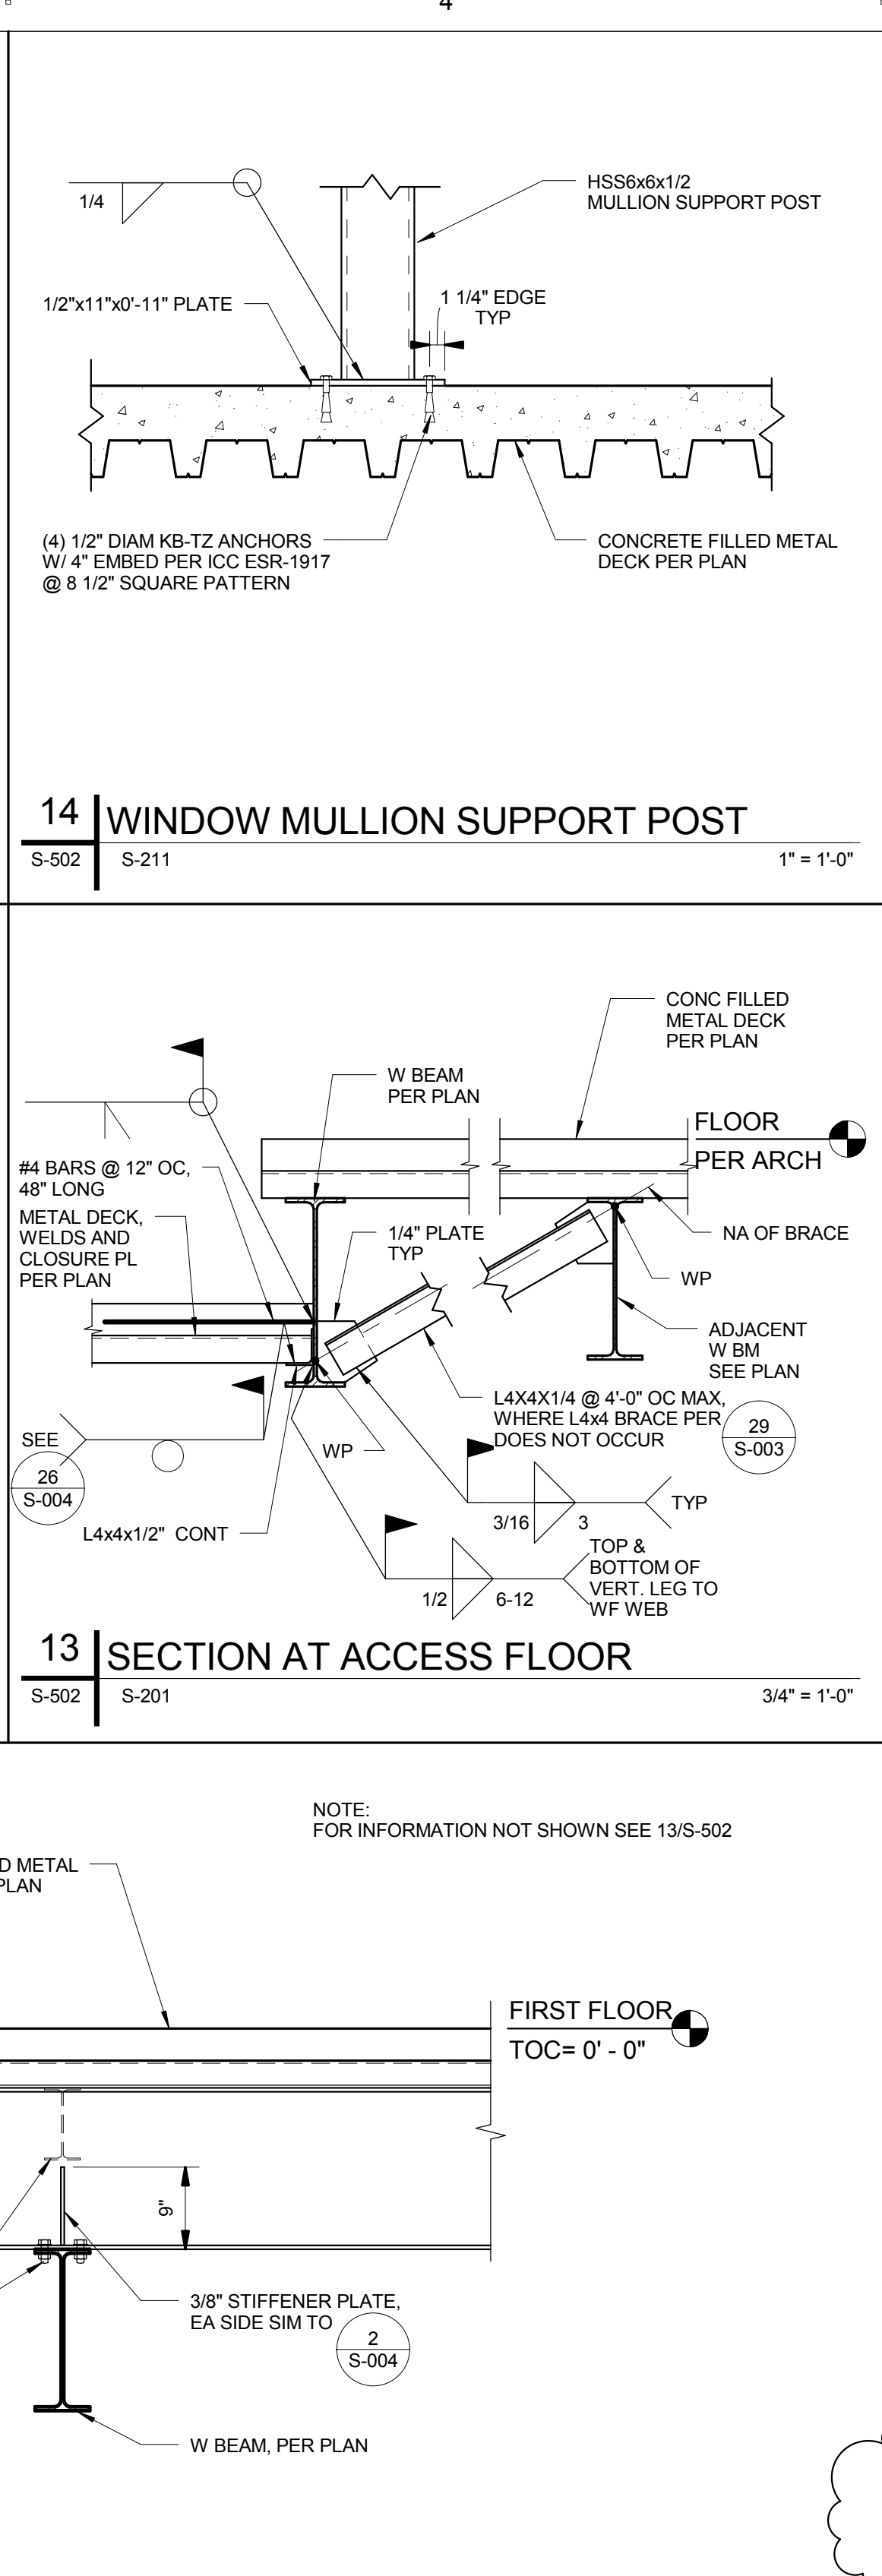 4
1/4
HSS6x6x1/2
MULLION SUPPORT POST
1/2"x11"x0'-11" PLATE
1 1/4" EDGE
TYP
(4) 1/2" DIAM KB-TZ ANCHORS
W/ 4" EMBED PER ICC ESR-1917
@ 8 1/2" SQUARE PATTERN
CONCRETE FILLED METAL
DECK PER PLAN
14
WINDOW MULLION SUPPORT POST
S-502
S-211
1" = 1'-0"
CONC FILLED
METAL DECK
PER PLAN
W BEAM
PER PLAN
FLOOR
PER ARCH
#4 BARS @ 12" OC,
48" LONG
METAL DECK,
WELDS AND
CLOSURE PL
PER PLAN
1/4" PLATE
TYP
NA OF BRACE
WP
ADJACENT
W BM
SEE PLAN
L4X4X1/4 @ 4'-0" OC MAX,
WHERE L4x4 BRACE PER
DOES NOT OCCUR
29
S-003
SEE
26
S-004
WP
L4x4x1/2" CONT
3/16
3
TYP
1/2
6-12
TOP &
BOTTOM OF
VERT. LEG TO
WF WEB
13
SECTION AT ACCESS FLOOR
S-502
S-201
3/4" = 1'-0"
NOTE:
FOR INFORMATION NOT SHOWN SEE 13/S-502
D METAL
PLAN
FIRST FLOOR
TOC= 0' - 0"
9"
3/8" STIFFENER PLATE,
EA SIDE SIM TO
2
S-004
W BEAM, PER PLAN